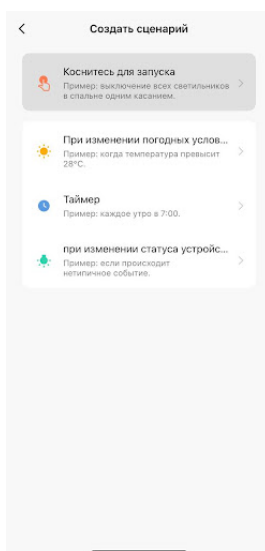 Создать сценарий
Коснитесь для запуска
Пример: выключение всех светильников
в спальне одним касанием.
При изменении погодных услов...
Пример: когда температура превысит
28°C.
Таймер
Пример: каждое утро в 7:00.
при изменении статуса устройс...
Пример: если происходит
нетипичное событие.